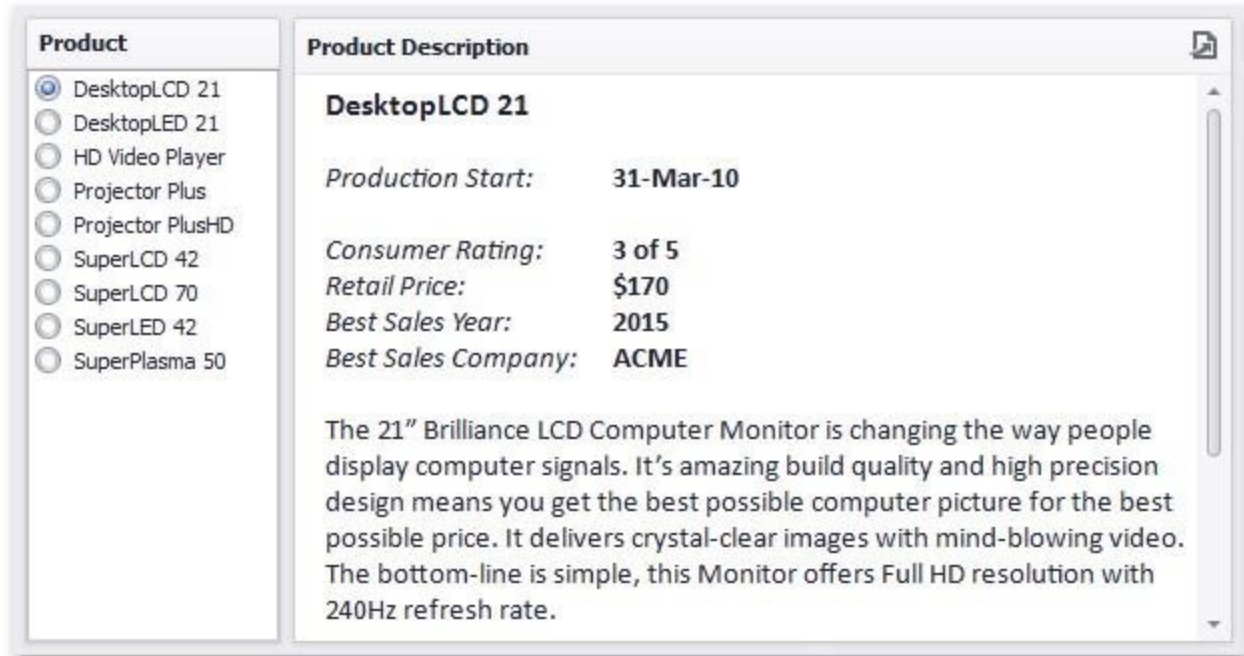 Product
DesktopLCD 21
DesktopLED 21
HD Video Player
Projector Plus
Projector PlusHD
SuperLCD 42
SuperLCD 70
SuperLED 42
SuperPlasma 50
Product Description
DesktopLCD 21
Production Start: 31-Mar-10
Consumer Rating: 3 of 5
Retail Price: $170
Best Sales Year: 2015
Best Sales Company: ACME
The 21” Brilliance LCD Computer Monitor is changing the way people
display computer signals. It’s amazing build quality and high precision
design means you get the best possible computer picture for the best
possible price. It delivers crystal-clear images with mind-blowing video.
The bottom-line is simple, this Monitor offers Full HD resolution with
240Hz refresh rate.